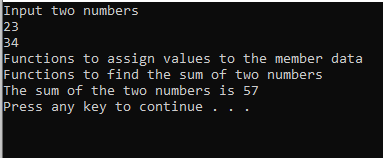 Input two numbers
23
34
Functions to assign values to the member data
Functions to find the sum of two numbers
The sum of the two numbers is 57
Press any key to continue . . .